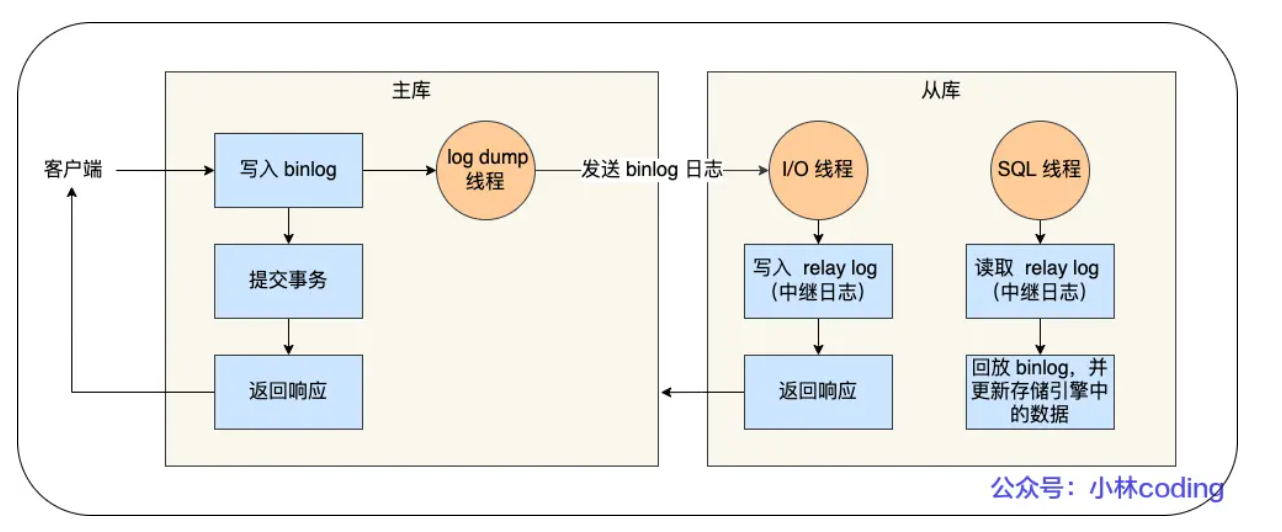 主库
从库
客户端
写入 binlog
log dump
线程
发送 binlog 日志
I/O 线程
SQL 线程
提交事务
写入 relay log
（中继日志）
读取 relay log
（中继日志）
返回响应
返回响应
回放 binlog，并
更新存储引擎中
的数据
公众号：小林coding